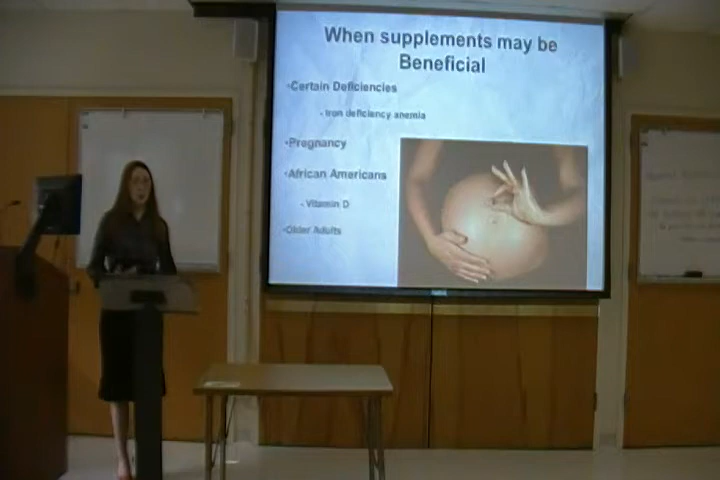 When supplements may be
Beneficial
•Certain Deficiencies
- Iron deficiency anemia
•Pregnancy
•African Americans
- Vitamin D
•Older Adults